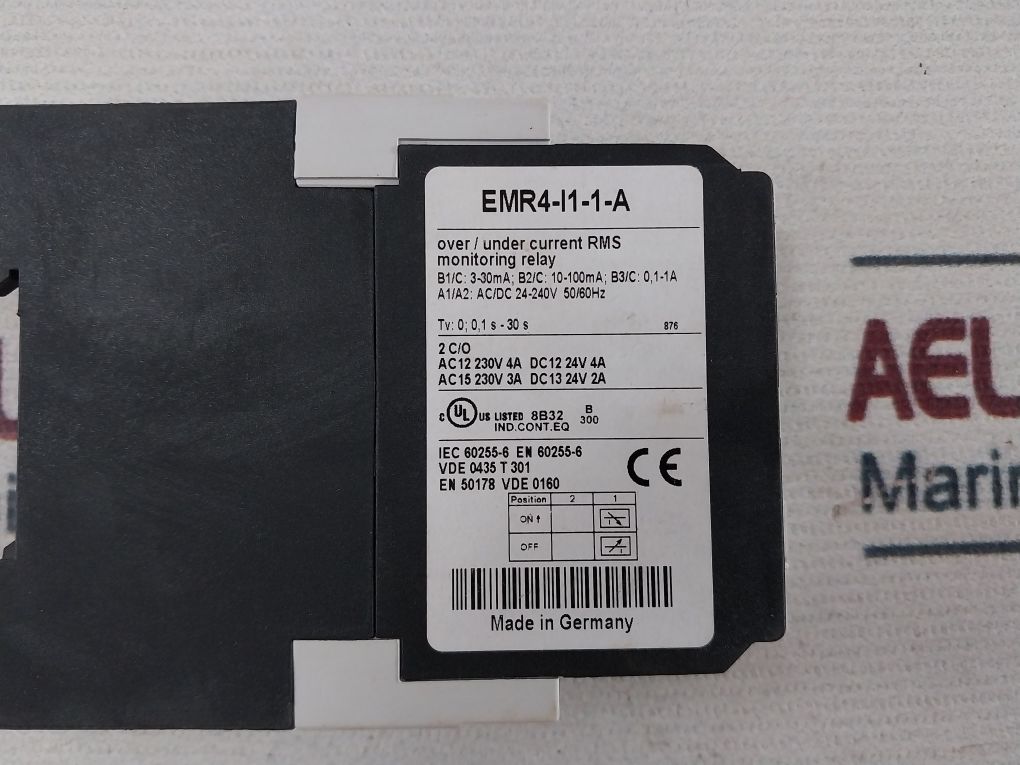 EMR4-I1-1-A
over / under current RMS
monitoring relay
B1/C: 3-30mA; B2/C: 10-100mA; B3/C: 0,1-1A
A1/A2: AC/DC 24-240V 50/60Hz
Tv: 0; 0,1 s - 30 s 876
2 C/O
AC12 230V 4A DC12 24V 4A
AC15 230V 3A DC13 24V 2A
c UL US LISTED 8B32 B 300
IND.CONT.EQ
IEC 60255-6 EN 60255-6
VDE 0435 T 301
EN 50178 VDE 0160
CE
Position 2 1
ON ↑
OFF
Made in Germany
AEL
Marin